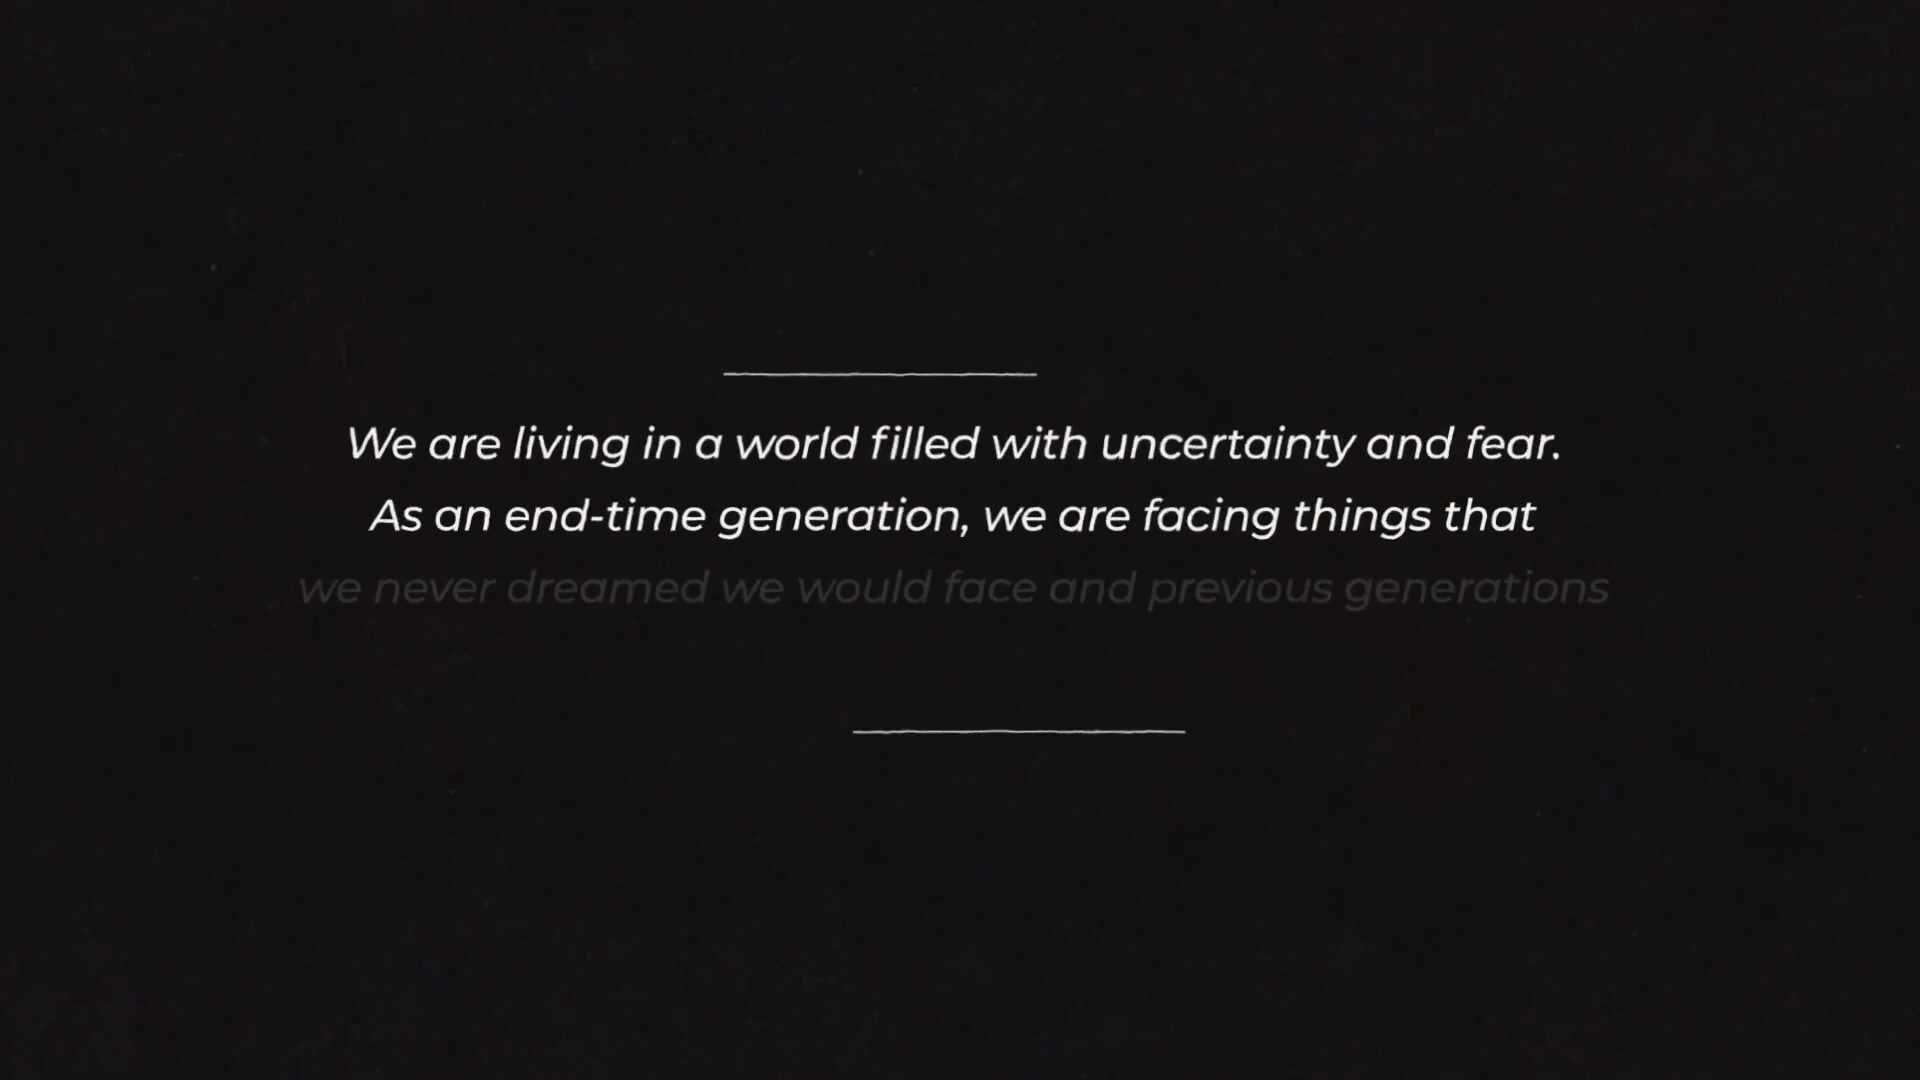 We are living in a world filled with uncertainty and fear.
As an end-time generation, we are facing things that
we never dreamed we would face and previous generations